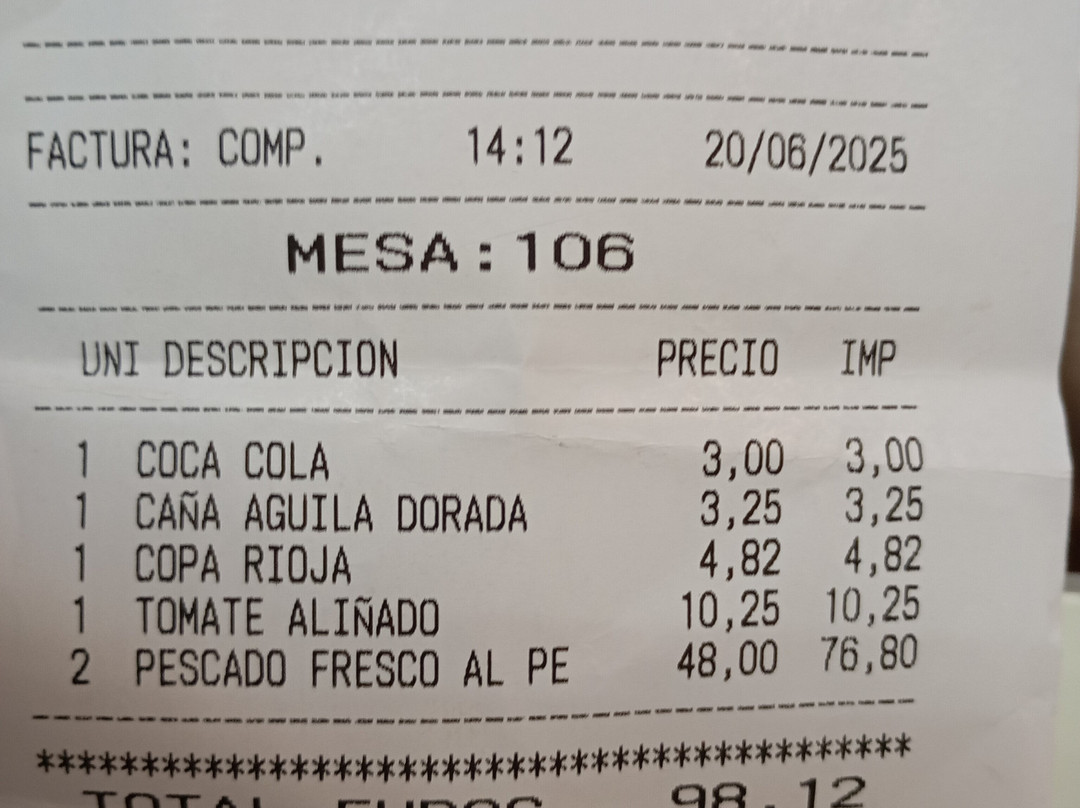 FACTURA: COMP. 14:12 20/06/2025
MESA:106
UNI DESCRIPCION PRECIO IMP
1 COCA COLA 3,00 3,00
1 CAÑA AGUILA DORADA 3,25 3,25
1 COPA RIOJA 4,82 4,82
1 TOMATE ALIÑADO 10,25 10,25
2 PESCADO FRESCO AL PE 48,00 76,80
******************************************
TOTAL EUROS 98,12